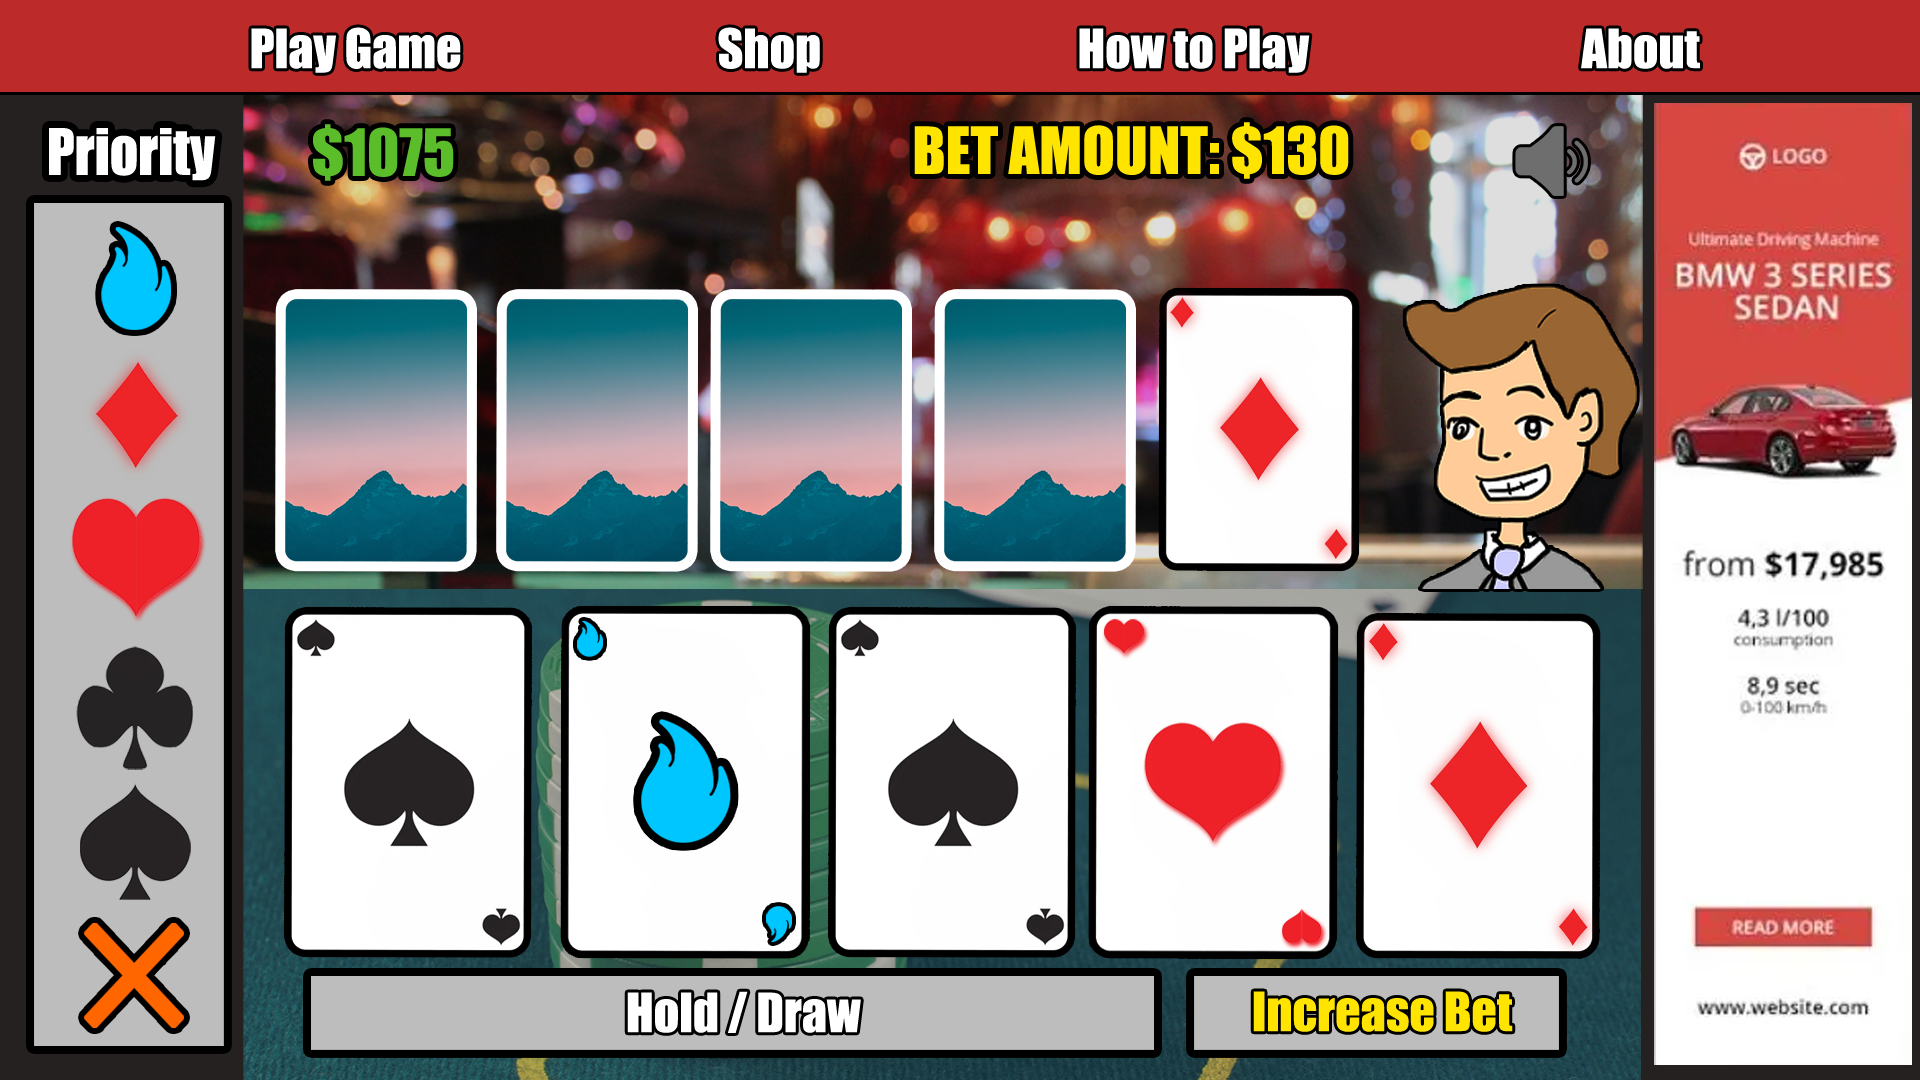 Play Game
Shop
How to Play
About
Priority
$1075
BET AMOUNT: $130
Hold / Draw
Increase Bet
LOGO
Ultimate Driving Machine
BMW 3 SERIES
SEDAN
from $17,985
4,3 l/100
consumption
8,9 sec
0-100 km/h
READ MORE
www.website.com